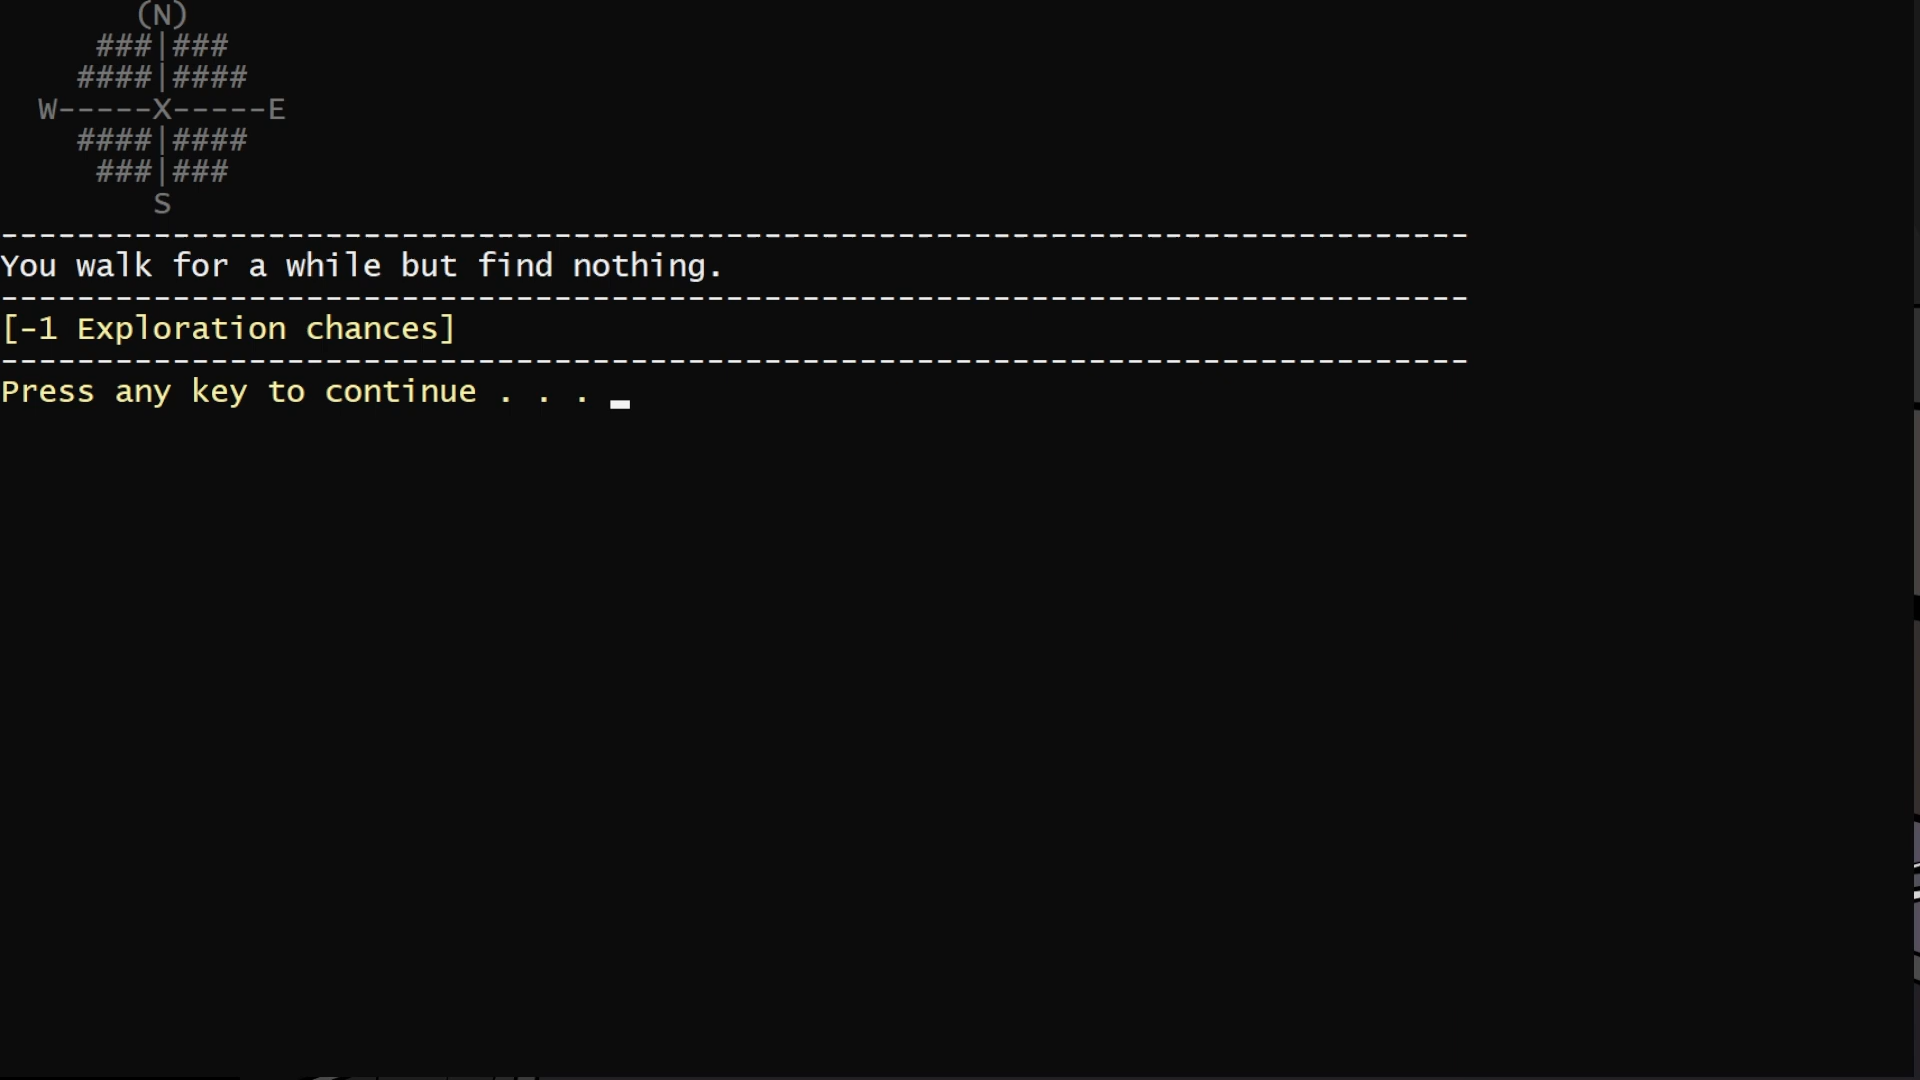 (N)
###|###
####|####
W-----X-----E
####|####
###|###
S
-----------------------------------------------------------------------------
You walk for a while but find nothing.
-----------------------------------------------------------------------------
[-1 Exploration chances]
-----------------------------------------------------------------------------
Press any key to continue . . .